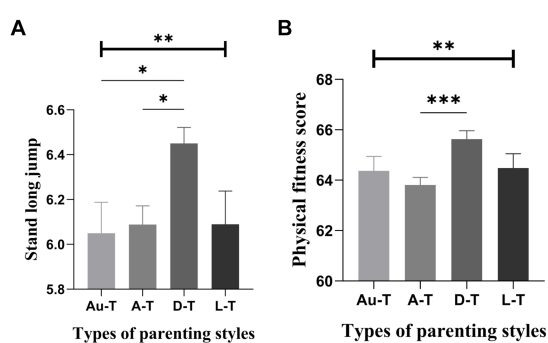 A
**
*
*
Stand long jump
6.6
6.4
6.2
6.0
5.8
Au-T A-T D-T L-T
Types of parenting styles
B
**
***
Physical fitness score
68
66
64
62
60
Au-T A-T D-T L-T
Types of parenting styles